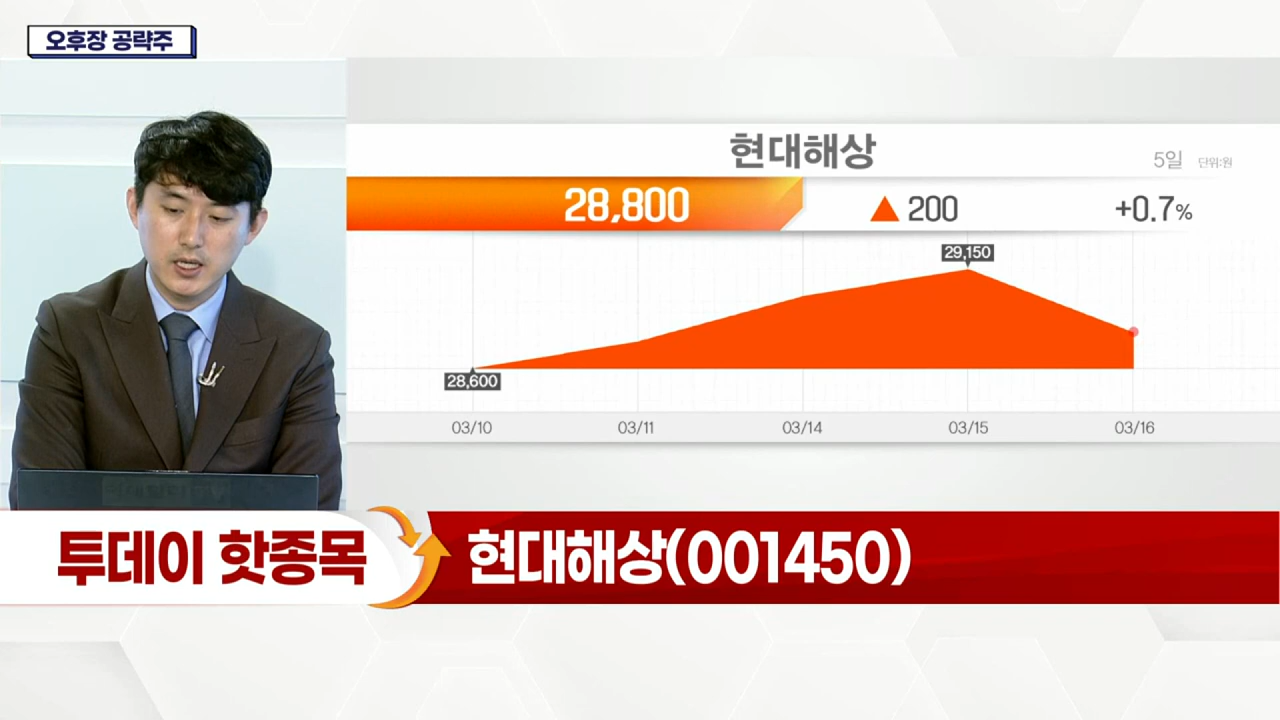 오후장 공략주
현대해상
5일 단위:원
28,800 ▲ 200 +0.7%
29,150
28,600
03/10 03/11 03/14 03/15 03/16
투데이 핫종목 현대해상(001450)